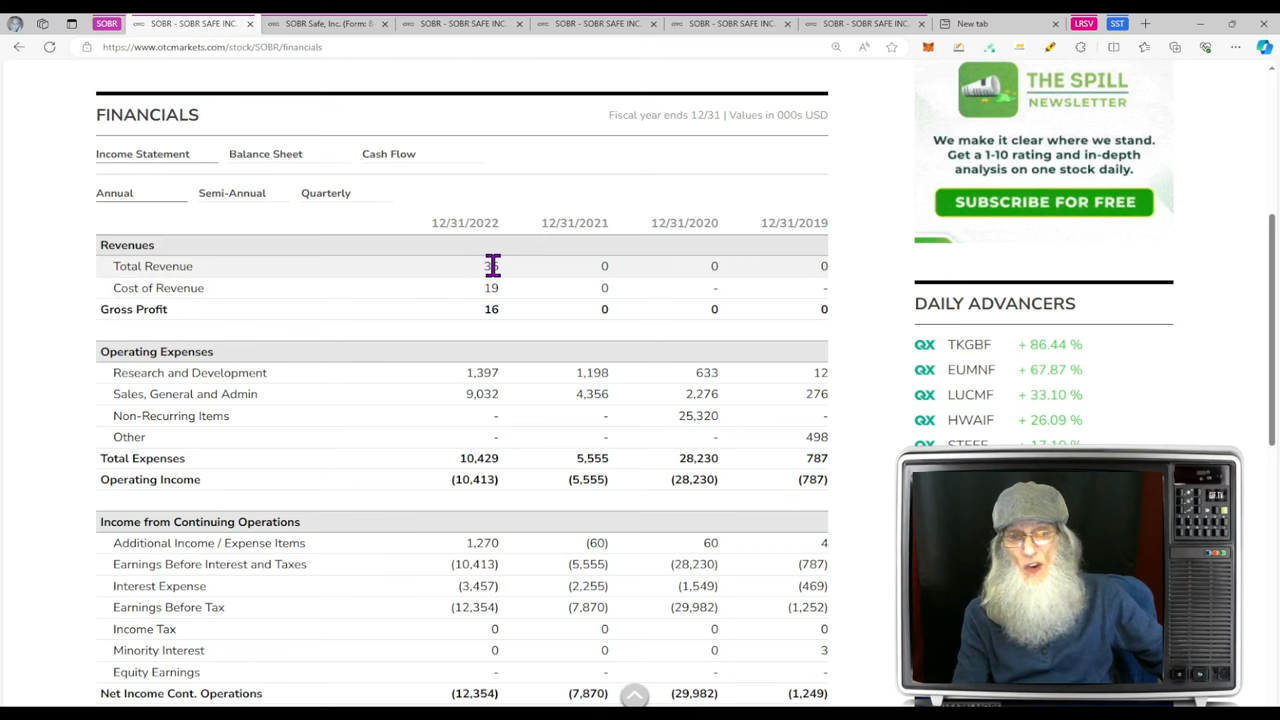 SOBR
SOBR - SOBR SAFE INC.
SOBR Safe, Inc. (Form: 8-
SOBR - SOBR SAFE INC.
SOBR - SOBR SAFE INC.
SOBR - SOBR SAFE INC.
SOBR - SOBR SAFE INC.
New tab
LRSV
SST
https://www.otcmarkets.com/stock/SOBR/financials
FINANCIALS
Fiscal year ends 12/31 | Values in 000s USD
Income Statement Balance Sheet Cash Flow
Annual Semi-Annual Quarterly
12/31/2022 12/31/2021 12/31/2020 12/31/2019
Revenues
Total Revenue 35 0 0 0
Cost of Revenue 19 0 - -
Gross Profit 16 0 0 0
Operating Expenses
Research and Development 1,397 1,198 633 12
Sales, General and Admin 9,032 4,356 2,276 276
Non-Recurring Items - - 25,320 -
Other - - - 498
Total Expenses 10,429 5,555 28,230 787
Operating Income (10,413) (5,555) (28,230) (787)
Income from Continuing Operations
Additional Income / Expense Items 1,270 (60) 60 4
Earnings Before Interest and Taxes (10,413) (5,555) (28,230) (787)
Interest Expense (3,457) (2,255) (1,549) (469)
Earnings Before Tax (12,354) (7,870) (29,982) (1,252)
Income Tax 0 0 0 0
Minority Interest 0 0 0 3
Equity Earnings - - - -
Net Income Cont. Operations (12,354) (7,870) (29,982) (1,249)
THE SPILL
NEWSLETTER
We make it clear where we stand.
Get a 1-10 rating and in-depth
analysis on one stock daily.
SUBSCRIBE FOR FREE
DAILY ADVANCERS
QX TKGBF + 86.44 %
QX EUMNF + 67.87 %
QX LUCMF + 33.10 %
QX HWAIF + 26.09 %